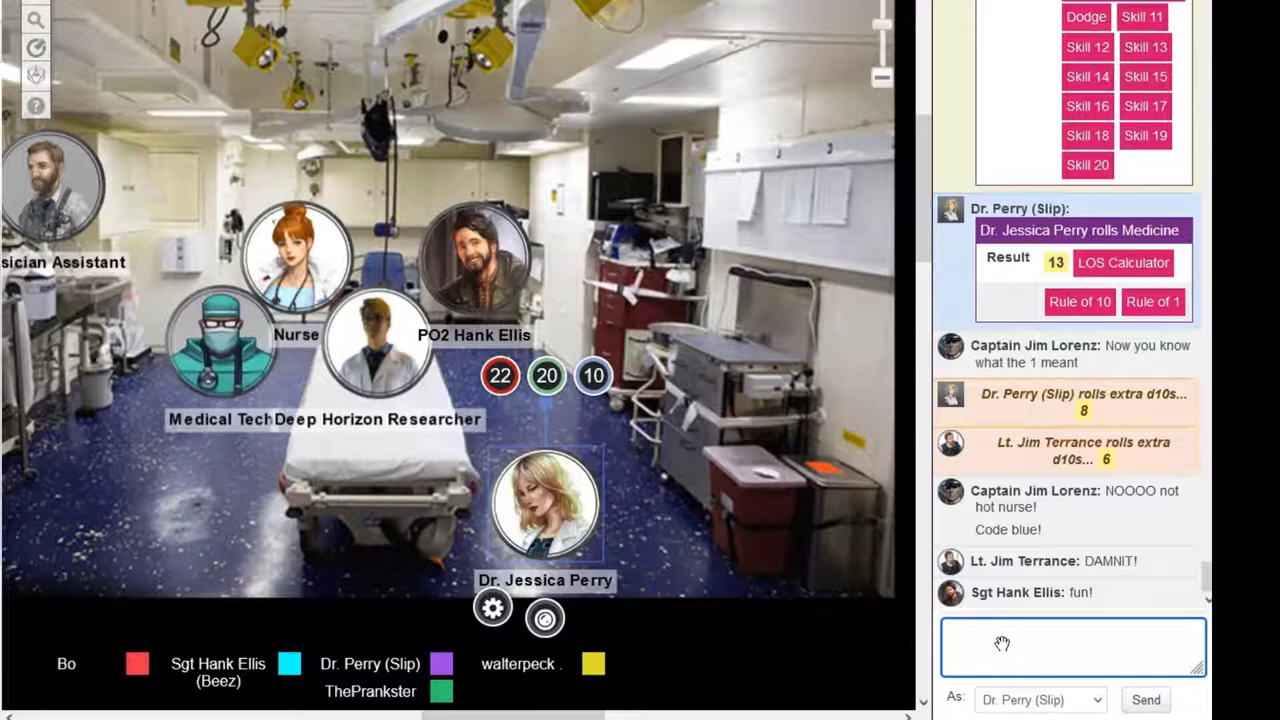 sician Assistant
Nurse
PO2 Hank Ellis
22
20
10
Medical Tech
Deep Horizon Researcher
Dr. Jessica Perry
Bo
Sgt Hank Ellis
(Beez)
Dr. Perry (Slip)
walterpeck .
ThePrankster
Dodge
Skill 11
Skill 12
Skill 13
Skill 14
Skill 15
Skill 16
Skill 17
Skill 18
Skill 19
Skill 20
Dr. Perry (Slip):
Dr. Jessica Perry rolls Medicine
Result
13
LOS Calculator
Rule of 10
Rule of 1
Captain Jim Lorenz: Now you know
what the 1 meant
Dr. Perry (Slip) rolls extra d10s...
8
Lt. Jim Terrance rolls extra
d10s... 6
Captain Jim Lorenz: NOOOO not
hot nurse!
Code blue!
Lt. Jim Terrance: DAMNIT!
Sgt Hank Ellis: fun!
As:
Dr. Perry (Slip)
Send